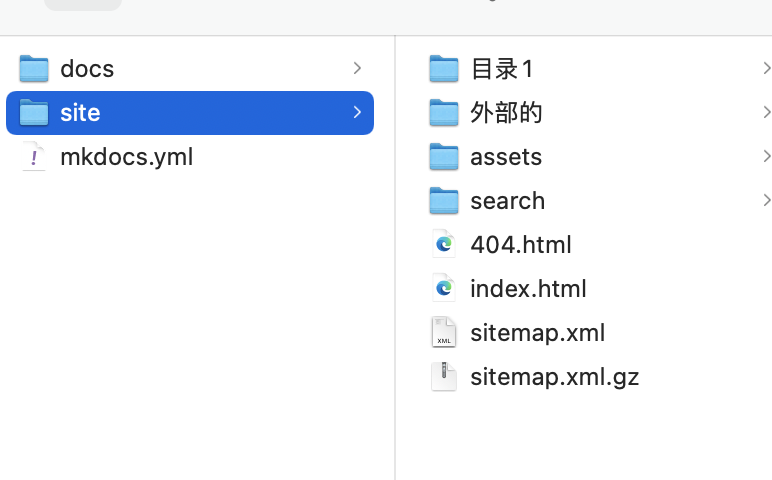 docs
site
mkdocs.yml
目录1
外部的
assets
search
404.html
index.html
XML
sitemap.xml
sitemap.xml.gz